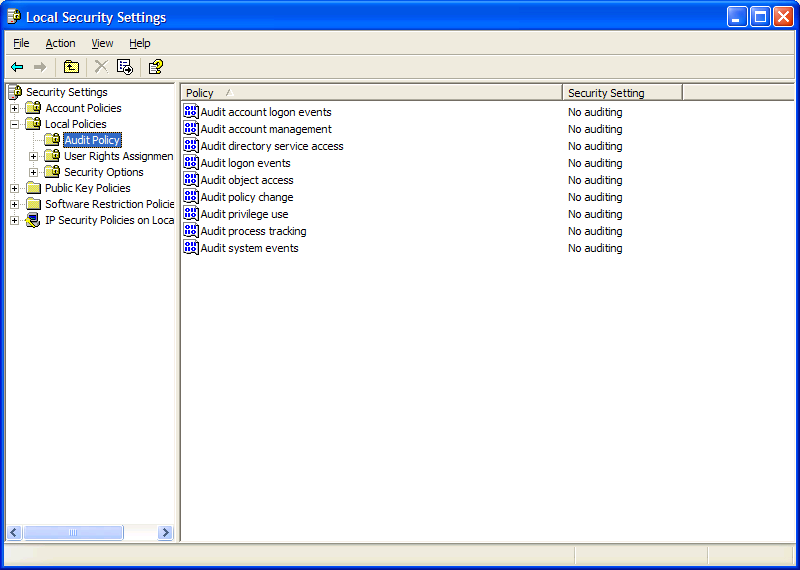 Local Security Settings
File Action View Help
Security Settings
Account Policies
Local Policies
Audit Policy
User Rights Assignmen
Security Options
Public Key Policies
Software Restriction Policie
IP Security Policies on Loca
Policy Security Setting
Audit account logon events No auditing
Audit account management No auditing
Audit directory service access No auditing
Audit logon events No auditing
Audit object access No auditing
Audit policy change No auditing
Audit privilege use No auditing
Audit process tracking No auditing
Audit system events No auditing